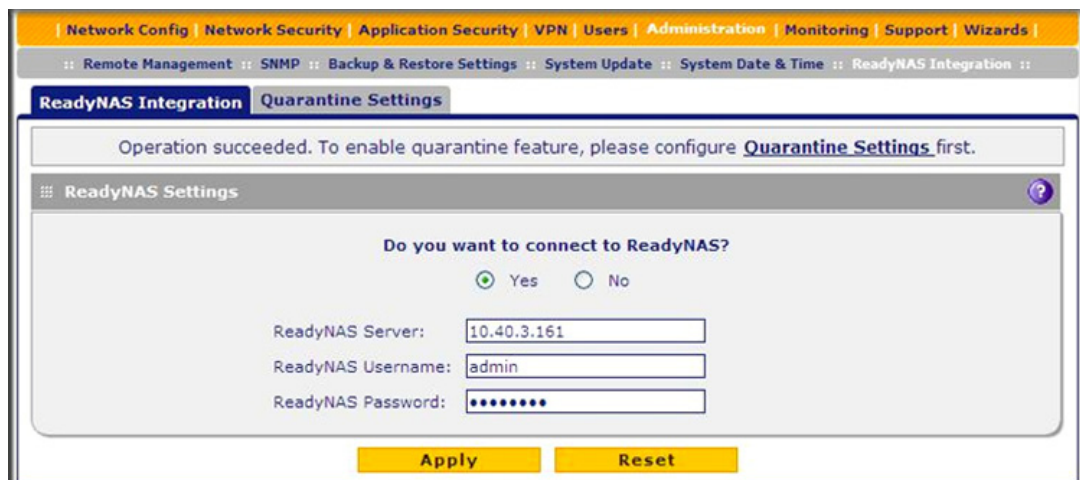 | Network Config | Network Security | Application Security | VPN | Users | Administration | Monitoring | Support | Wizards |
:: Remote Management :: SNMP :: Backup & Restore Settings :: System Update :: System Date & Time :: ReadyNAS Integration ::
ReadyNAS Integration Quarantine Settings
Operation succeeded. To enable quarantine feature, please configure Quarantine Settings first.
ReadyNAS Settings ?
Do you want to connect to ReadyNAS?
Yes No
ReadyNAS Server: 10.40.3.161
ReadyNAS Username: admin
ReadyNAS Password: ••••••••
Apply Reset